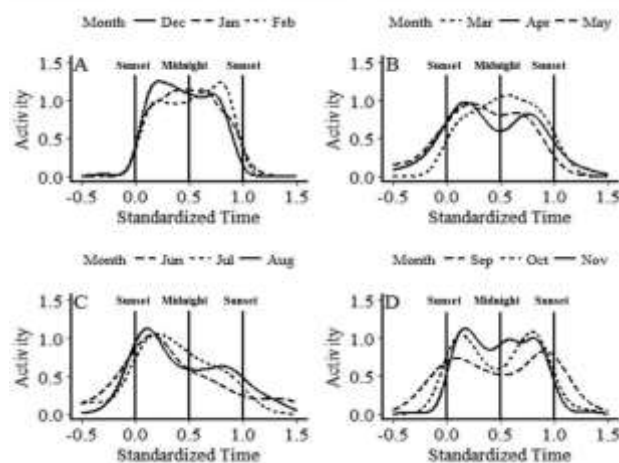 Month Dec Jan Feb
A Sunset Midnight Sunset
1.5
1.0
0.5
0.0
Activity
-0.5 0.0 0.5 1.0 1.5
Standardized Time
Month Mar Apr May
B Sunset Midnight Sunset
1.5
1.0
0.5
0.0
Activity
-0.5 0.0 0.5 1.0 1.5
Standardized Time
Month Jun Jul Aug
C Sunset Midnight Sunset
1.5
1.0
0.5
0.0
Activity
-0.5 0.0 0.5 1.0 1.5
Standardized Time
Month Sep Oct Nov
D Sunset Midnight Sunset
1.5
1.0
0.5
0.0
Activity
-0.5 0.0 0.5 1.0 1.5
Standardized Time